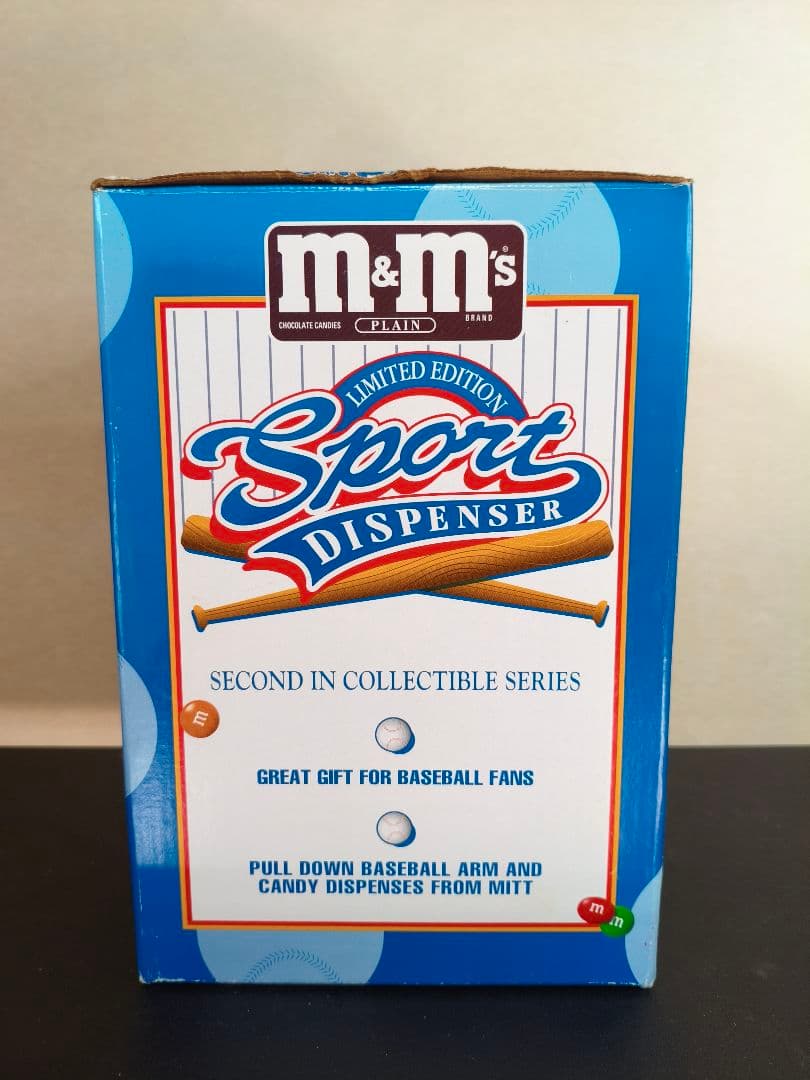 m&m's®
CHOCOLATE CANDIES PLAIN BRAND
LIMITED EDITION
Sport
DISPENSER
SECOND IN COLLECTIBLE SERIES
m
GREAT GIFT FOR BASEBALL FANS
PULL DOWN BASEBALL ARM AND
CANDY DISPENSES FROM MITT
m
m